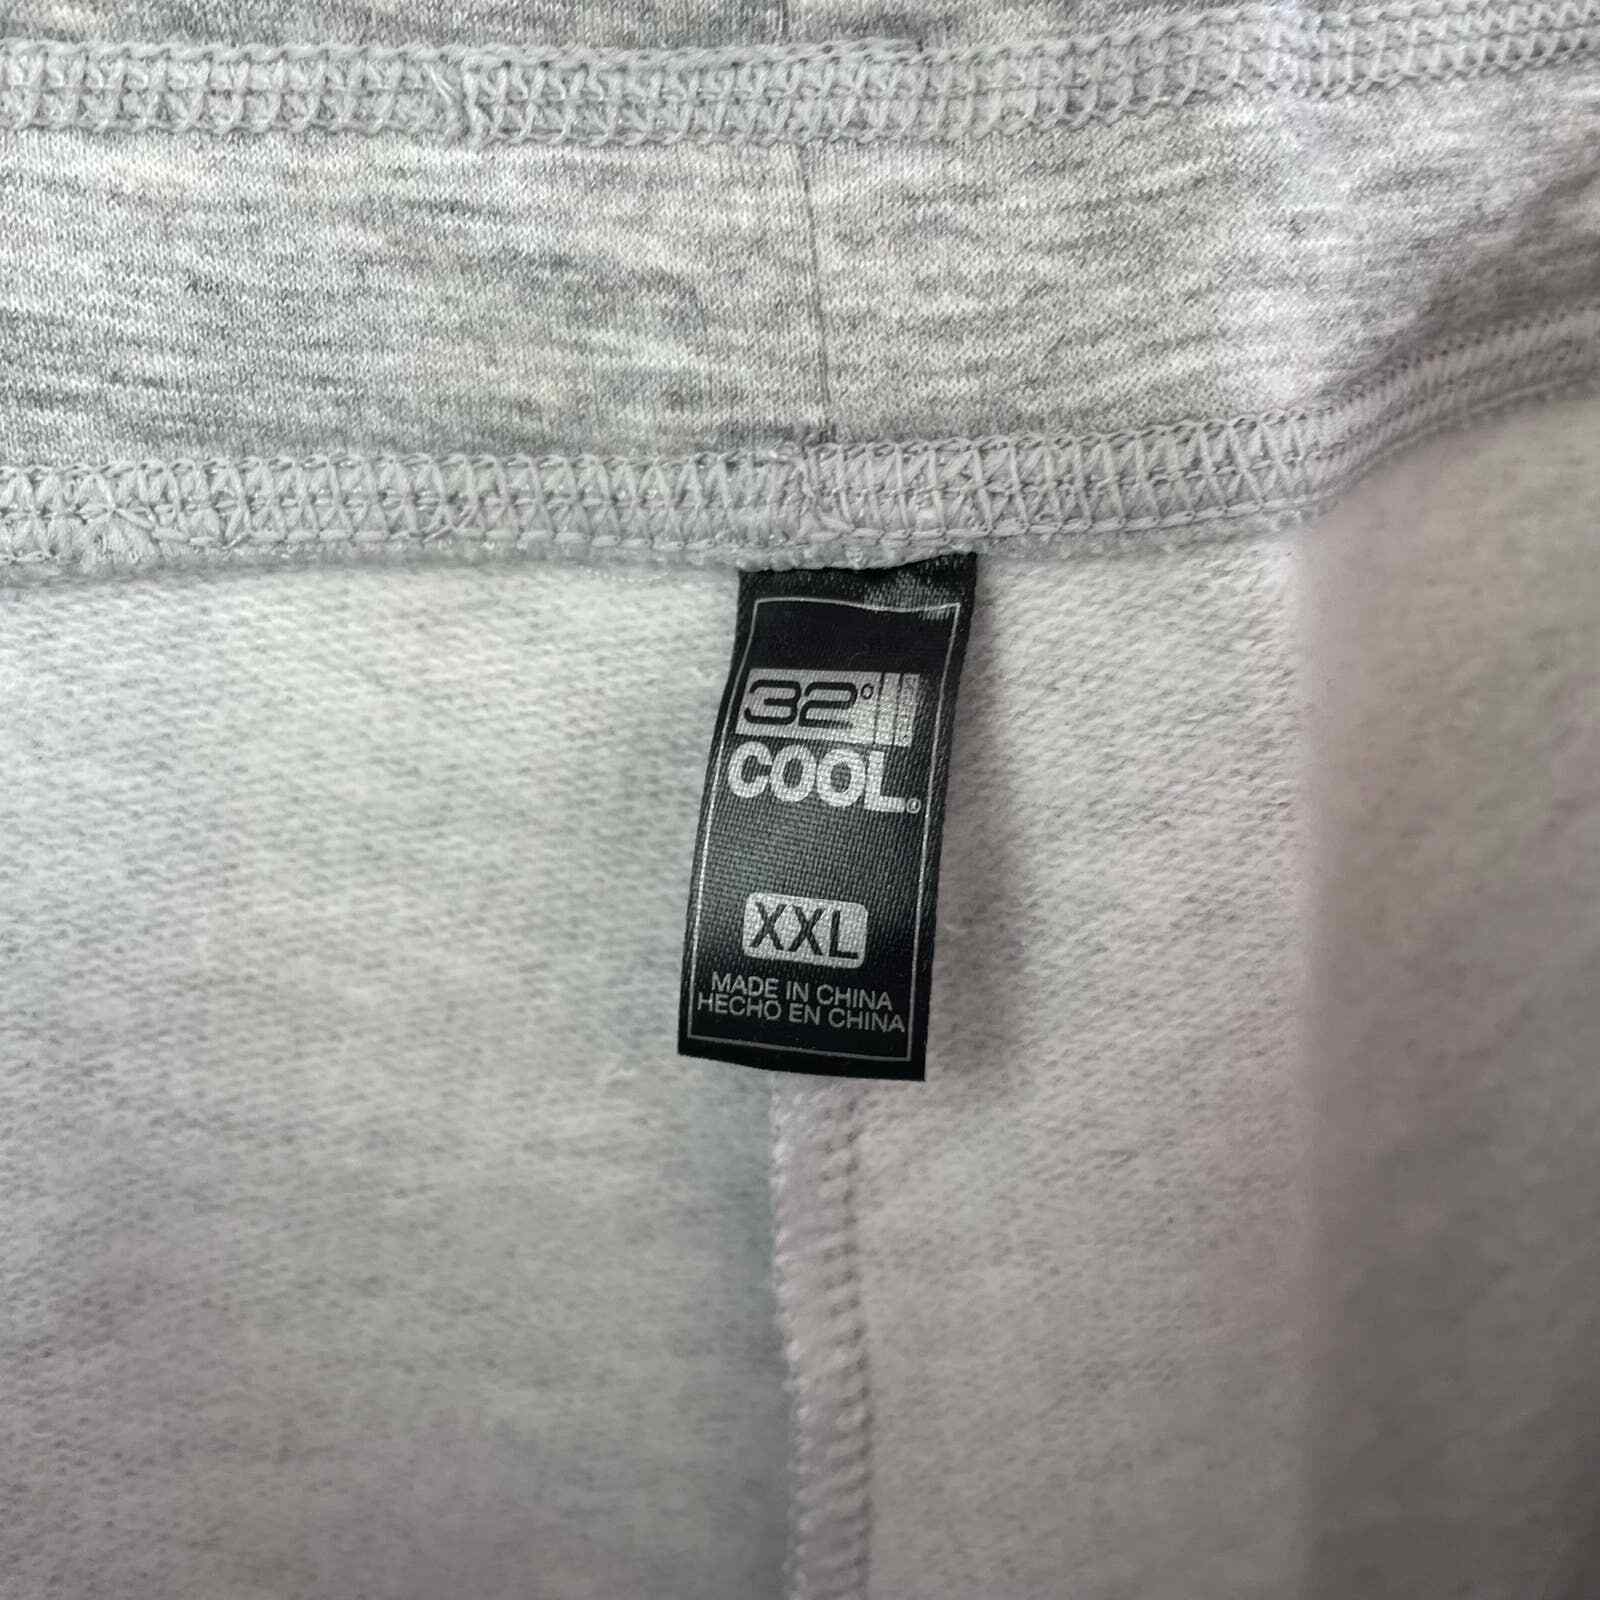 32°
COOL®
XXL
MADE IN CHINA
HECHO EN CHINA